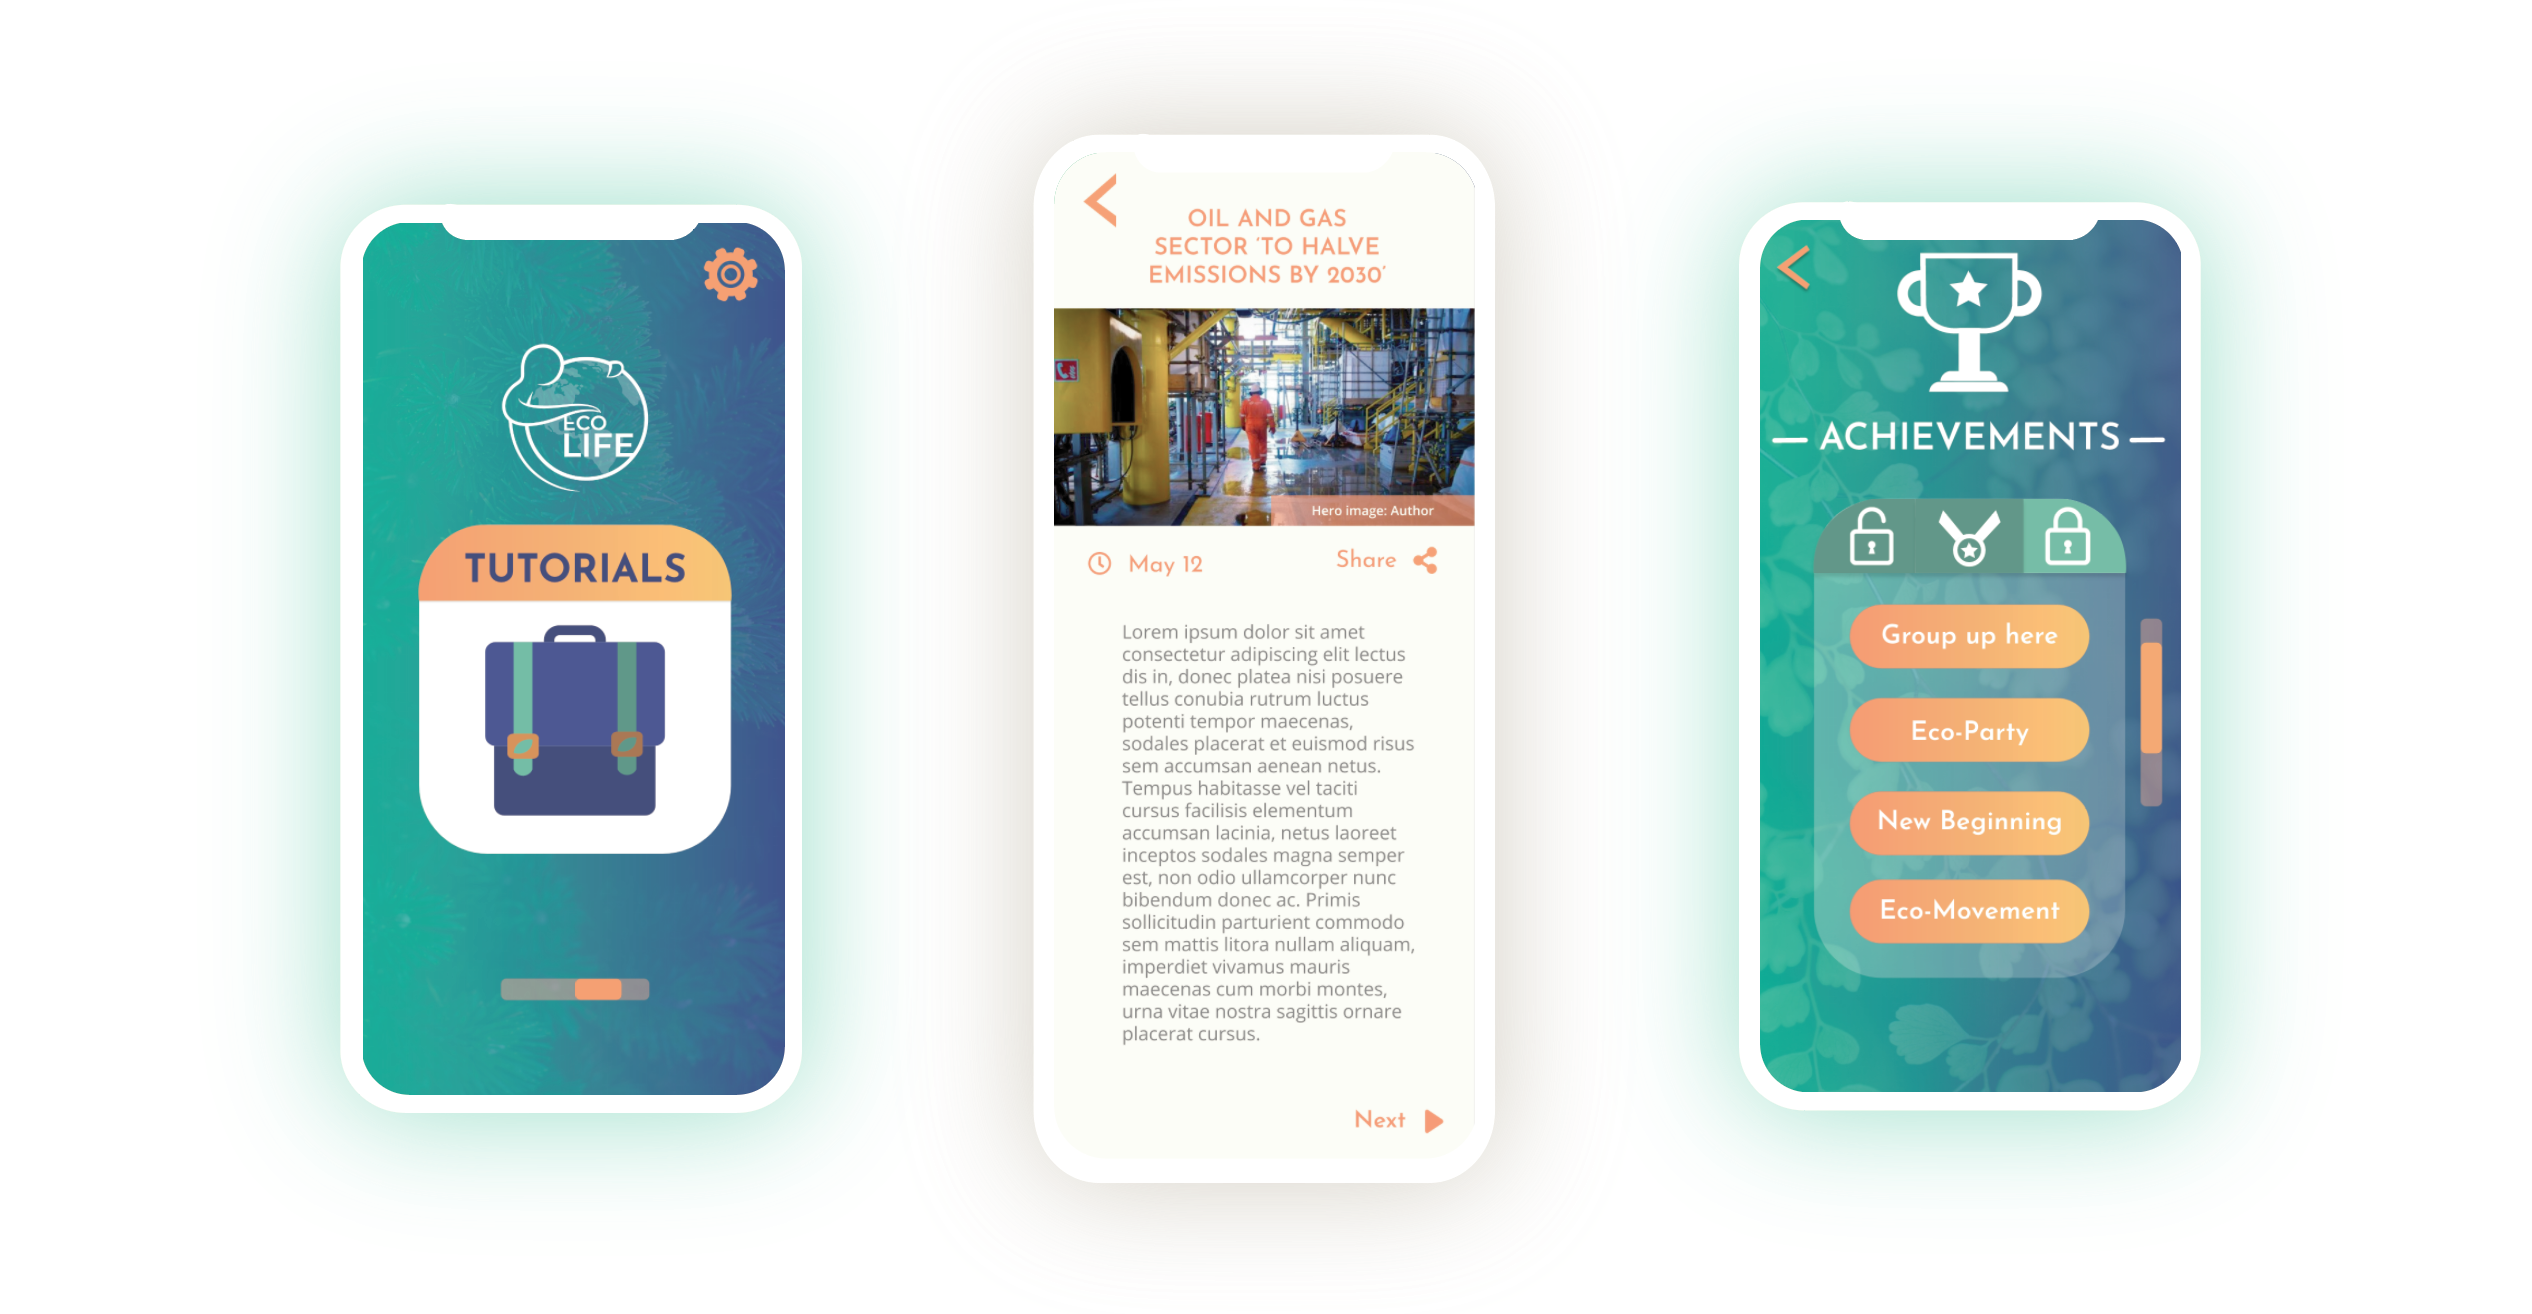 ECO
LIFE
TUTORIALS
OIL AND GAS
SECTOR ‘TO HALVE
EMISSIONS BY 2030’
Hero image: Author
May 12
Share
Lorem ipsum dolor sit amet
consectetur adipiscing elit lectus
dis in, donec platea nisi posuere
tellus conubia rutrum luctus
potenti tempor maecenas,
sodales placerat et euismod risus
sem accumsan aenean netus.
Tempus habitasse vel taciti
cursus facilisis elementum
accumsan lacinia, netus laoreet
inceptos sodales magna semper
est, non odio ullamcorper nunc
bibendum donec ac. Primis
sollicitudin parturient commodo
sem mattis litora nullam aliquam,
imperdiet vivamus mauris
maecenas cum morbi montes,
urna vitae nostra sagittis ornare
placerat cursus.
Next
ACHIEVEMENTS
Group up here
Eco-Party
New Beginning
Eco-Movement